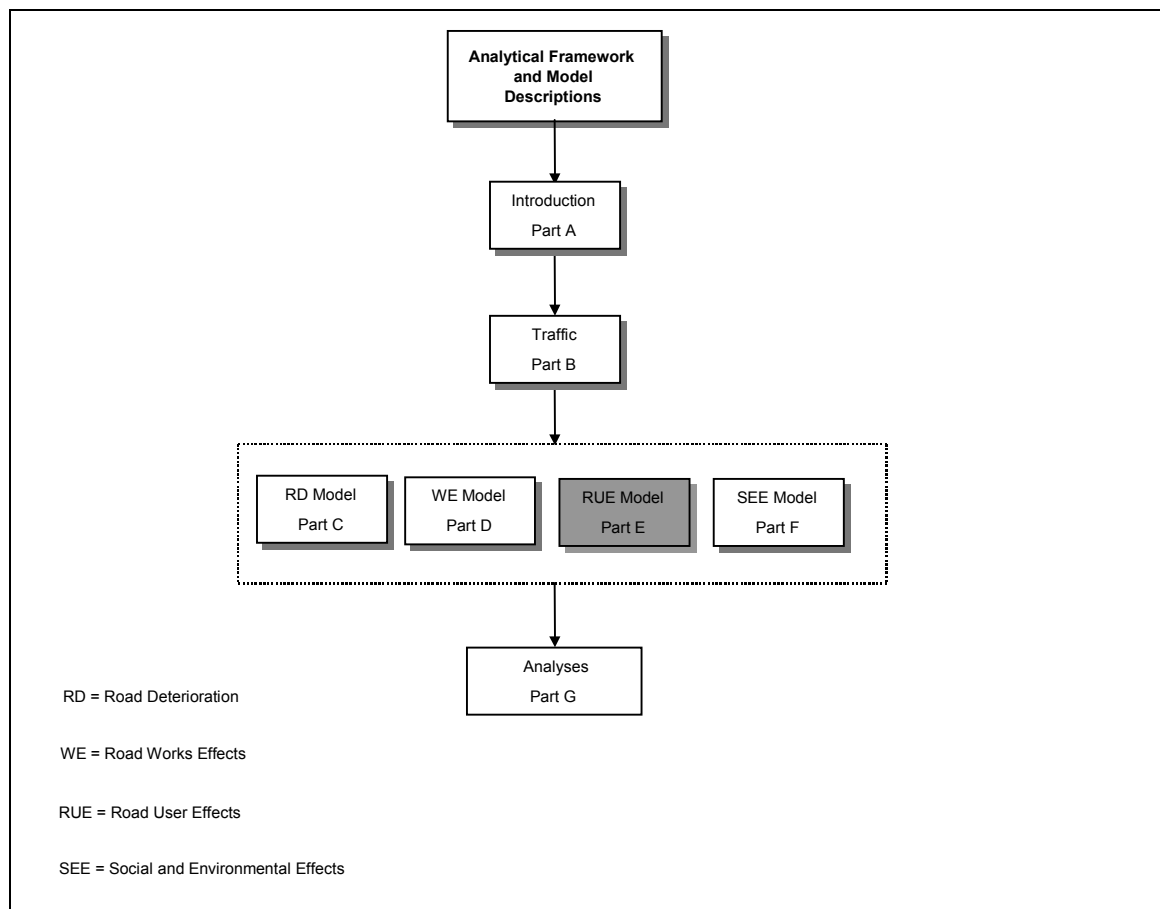 Analytical Framework
and Model
Descriptions
Introduction
Part A
Traffic
Part B
RD Model
Part C
WE Model
Part D
RUE Model
Part E
SEE Model
Part F
Analyses
Part G
RD = Road Deterioration
WE = Road Works Effects
RUE = Road User Effects
SEE = Social and Environmental Effects